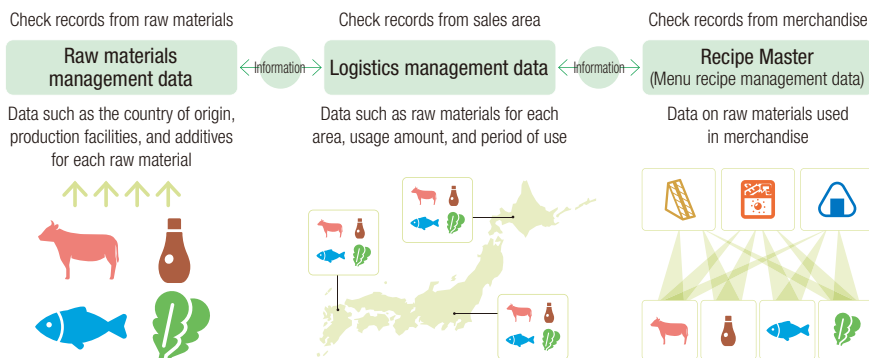 Check records from raw materials
Raw materials
management data
Data such as the country of origin,
production facilities, and additives
for each raw material
Information
Check records from sales area
Logistics management data
Data such as raw materials for each
area, usage amount, and period of use
Information
Check records from merchandise
Recipe Master
(Menu recipe management data)
Data on raw materials used
in merchandise